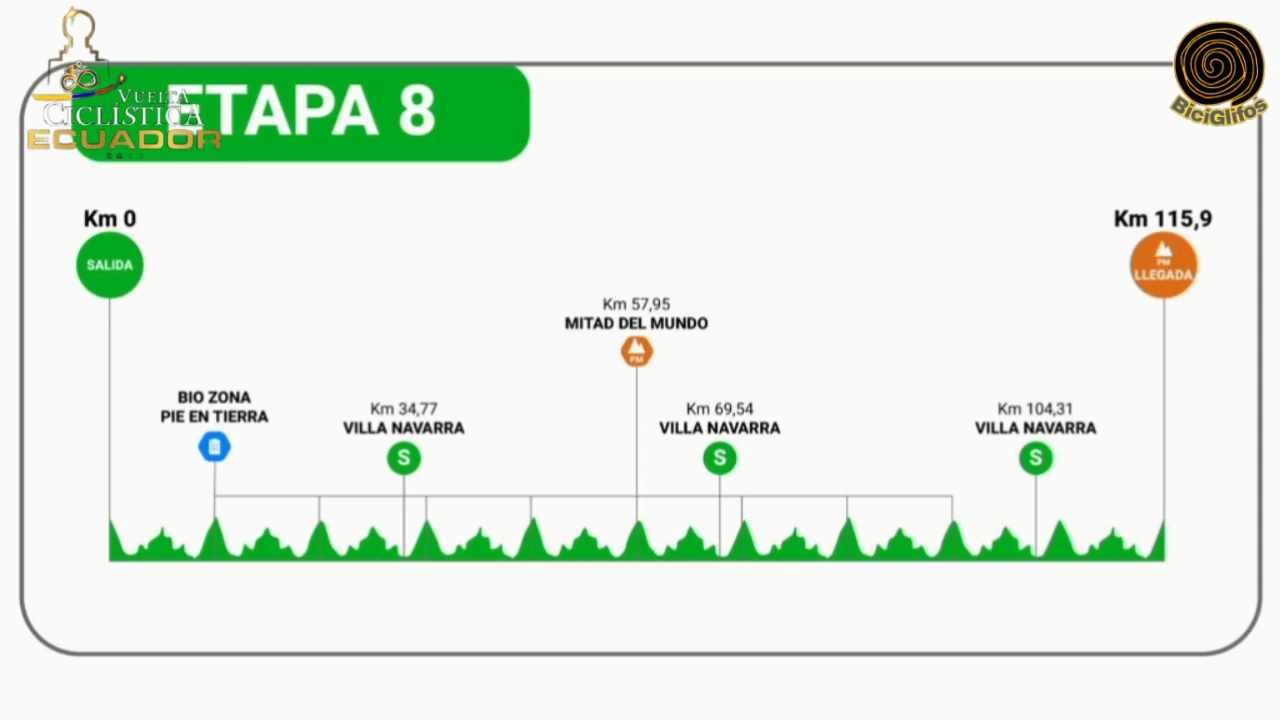 VUELTA
CICLÍSTICA
ECUADOR
ETAPA 8
BiciGlifos
Km 0
SALIDA
Km 115,9
PM
LLEGADA
Km 57,95
MITAD DEL MUNDO
PM
BIO ZONA
PIE EN TIERRA
Km 34,77
VILLA NAVARRA
S
Km 69,54
VILLA NAVARRA
S
Km 104,31
VILLA NAVARRA
S